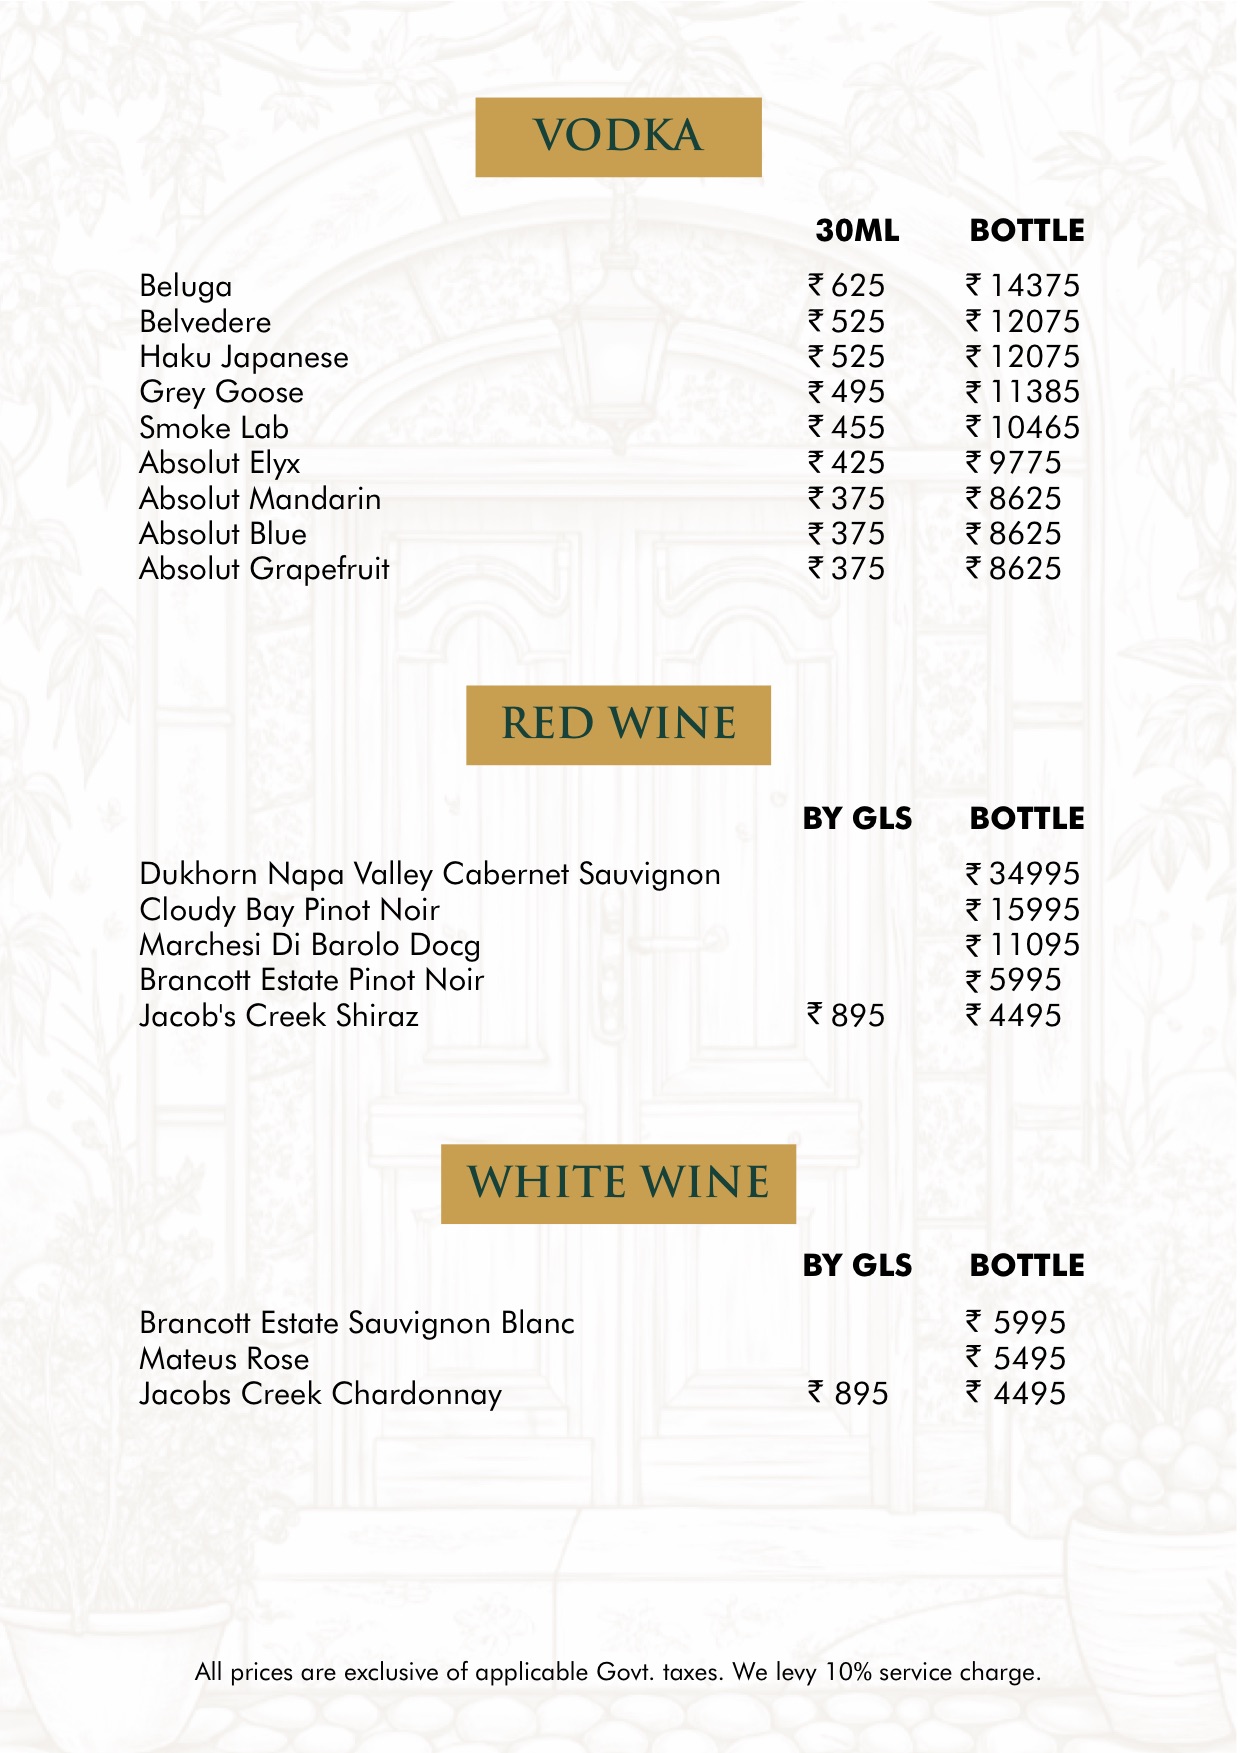 VODKA
30ML BOTTLE
Beluga ₹ 625 ₹ 14375
Belvedere ₹ 525 ₹ 12075
Haku Japanese ₹ 525 ₹ 12075
Grey Goose ₹ 495 ₹ 11385
Smoke Lab ₹ 455 ₹ 10465
Absolut Elyx ₹ 425 ₹ 9775
Absolut Mandarin ₹ 375 ₹ 8625
Absolut Blue ₹ 375 ₹ 8625
Absolut Grapefruit ₹ 375 ₹ 8625
RED WINE
BY GLS BOTTLE
Dukhorn Napa Valley Cabernet Sauvignon ₹ 34995
Cloudy Bay Pinot Noir ₹ 15995
Marchesi Di Barolo Docg ₹ 11095
Brancott Estate Pinot Noir ₹ 5995
Jacob's Creek Shiraz ₹ 895 ₹ 4495
WHITE WINE
BY GLS BOTTLE
Brancott Estate Sauvignon Blanc ₹ 5995
Mateus Rose ₹ 5495
Jacobs Creek Chardonnay ₹ 895 ₹ 4495
All prices are exclusive of applicable Govt. taxes. We levy 10% service charge.